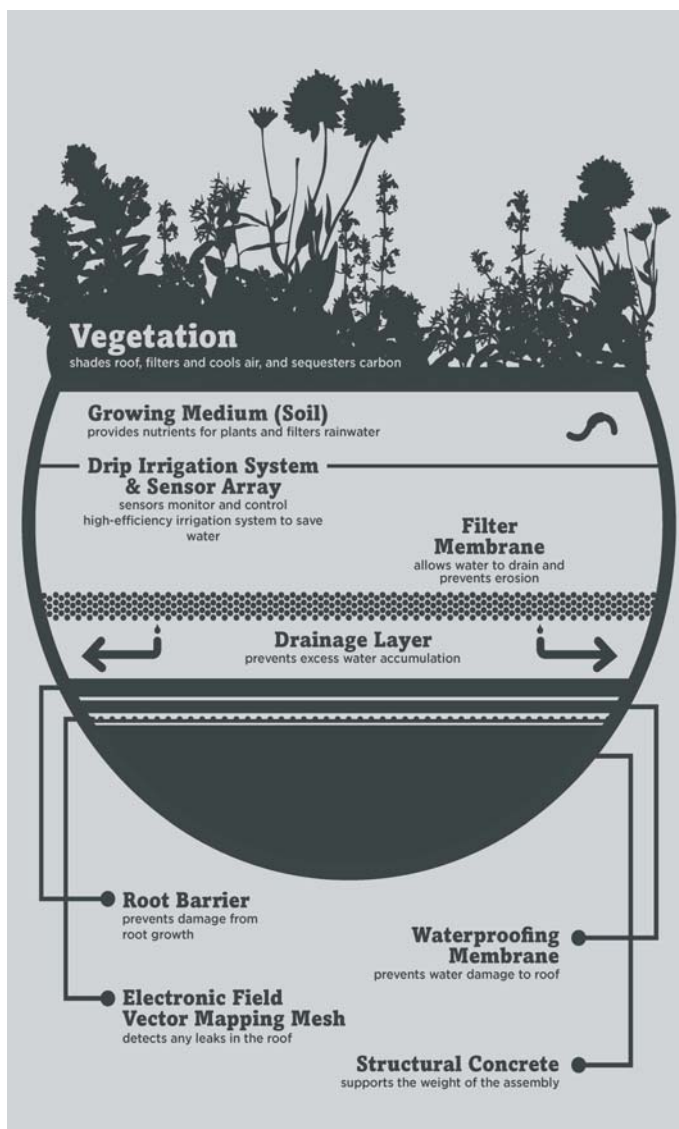 Vegetation
shades roof, filters and cools air, and sequesters carbon
Growing Medium (Soil)
provides nutrients for plants and filters rainwater
Drip Irrigation System
& Sensor Array
sensors monitor and control
high-efficiency irrigation system to save
water
Filter
Membrane
allows water to drain and
prevents erosion
Drainage Layer
prevents excess water accumulation
Root Barrier
prevents damage from
root growth
Waterproofing
Membrane
prevents water damage to roof
Electronic Field
Vector Mapping Mesh
detects any leaks in the roof
Structural Concrete
supports the weight of the assembly